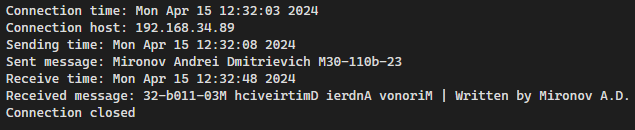 Connection time: Mon Apr 15 12:32:03 2024
Connection host: 192.168.34.89
Sending time: Mon Apr 15 12:32:08 2024
Sent message: Mironov Andrei Dmitrievich M30-110b-23
Receive time: Mon Apr 15 12:32:48 2024
Received message: 32-b011-03M hciveirtimD ierdnA vonoriM | Written by Mironov A.D.
Connection closed